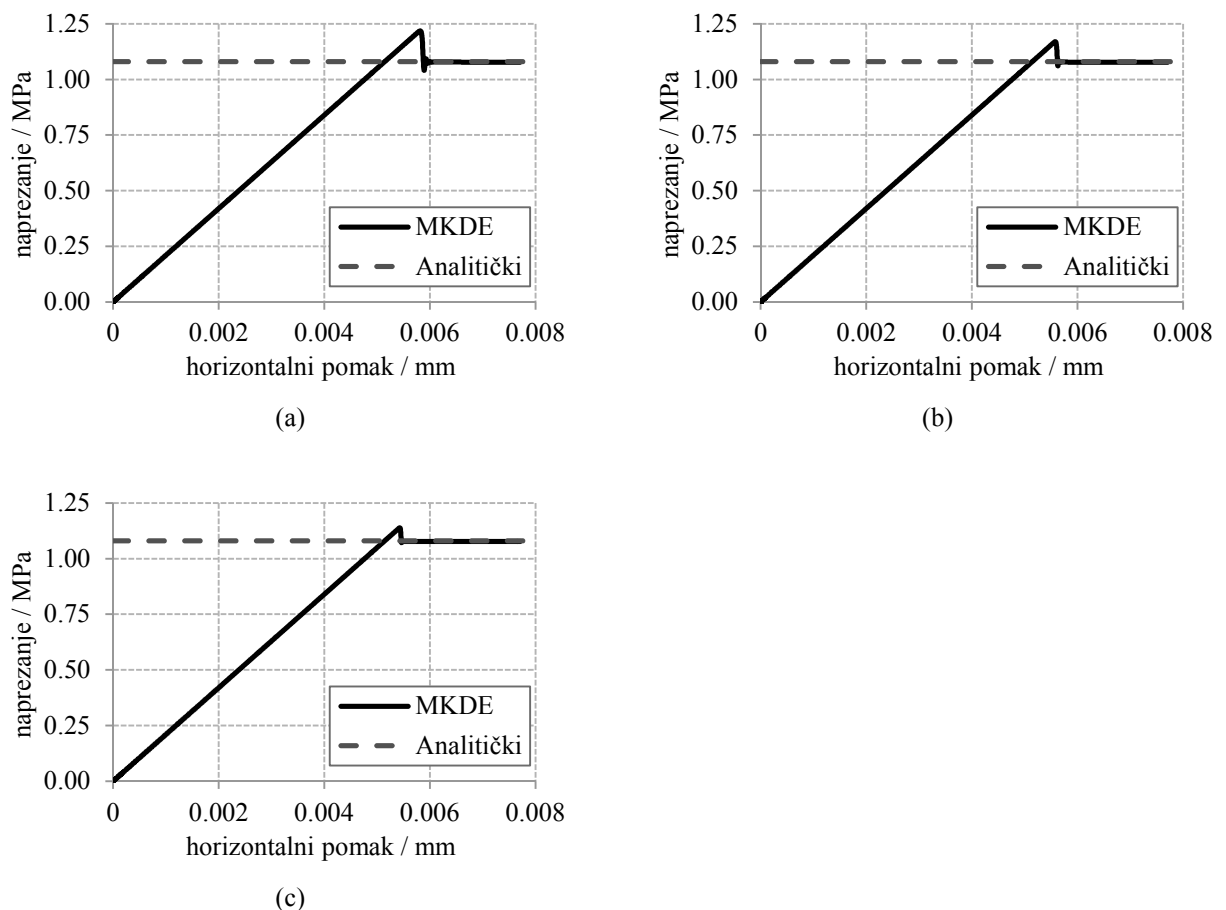 1.25
1.00
0.75
0.50
0.25
0.00
naprezanje / MPa
MKDE
Analitički
0 0.002 0.004 0.006 0.008
horizontalni pomak / mm
(a)
1.25
1.00
0.75
0.50
0.25
0.00
naprezanje / MPa
MKDE
Analitički
0 0.002 0.004 0.006 0.008
horizontalni pomak / mm
(b)
1.25
1.00
0.75
0.50
0.25
0.00
naprezanje / MPa
MKDE
Analitički
0 0.002 0.004 0.006 0.008
horizontalni pomak / mm
(c)